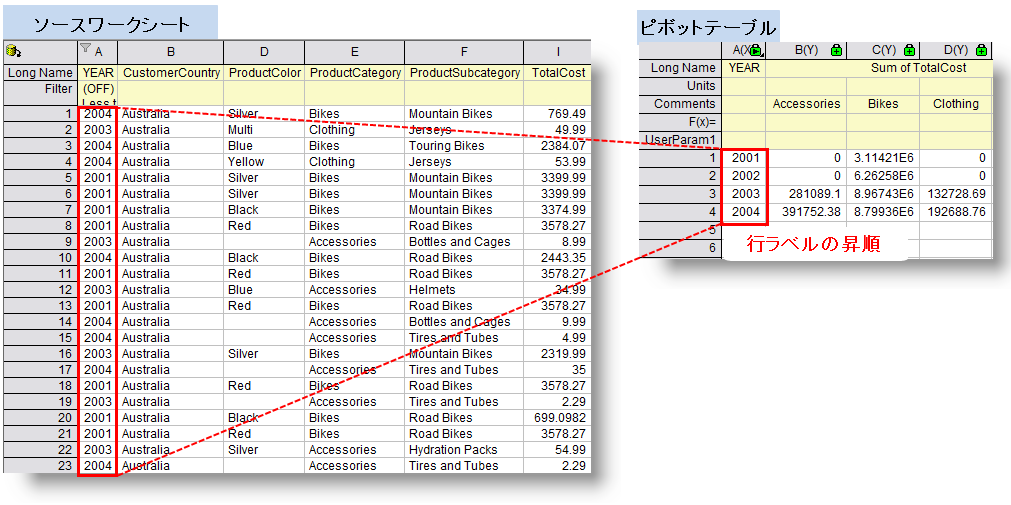 ソースワークシート
A B D E F I
Long Name YEAR CustomerCountry ProductColor ProductCategory ProductSubcategory TotalCost
Filter (OFF)
Less t
1 2004 Australia Silver Bikes Mountain Bikes 769.49
2 2003 Australia Multi Clothing Jerseys 49.99
3 2004 Australia Blue Bikes Touring Bikes 2384.07
4 2004 Australia Yellow Clothing Jerseys 53.99
5 2001 Australia Silver Bikes Mountain Bikes 3399.99
6 2001 Australia Silver Bikes Mountain Bikes 3399.99
7 2001 Australia Black Bikes Mountain Bikes 3374.99
8 2001 Australia Red Bikes Road Bikes 3578.27
9 2003 Australia Accessories Bottles and Cages 8.99
10 2004 Australia Black Bikes Road Bikes 2443.35
11 2001 Australia Red Bikes Road Bikes 3578.27
12 2003 Australia Blue Accessories Helmets 34.99
13 2001 Australia Red Bikes Road Bikes 3578.27
14 2004 Australia Accessories Bottles and Cages 9.99
15 2004 Australia Accessories Tires and Tubes 4.99
16 2003 Australia Silver Bikes Mountain Bikes 2319.99
17 2004 Australia Accessories Tires and Tubes 35
18 2001 Australia Red Bikes Road Bikes 3578.27
19 2003 Australia Accessories Tires and Tubes 2.29
20 2001 Australia Black Bikes Road Bikes 699.0982
21 2001 Australia Red Bikes Road Bikes 3578.27
22 2003 Australia Silver Accessories Hydration Packs 54.99
23 2004 Australia Accessories Tires and Tubes 2.29
ピボットテーブル
A(X) B(Y) C(Y) D(Y)
Long Name YEAR Sum of TotalCost
Units
Comments Accessories Bikes Clothing
F(x)=
UserParam1
1 2001 0 3.11421E6 0
2 2002 0 6.26258E6 0
3 2003 281089.1 8.96743E6 132728.69
4 2004 391752.38 8.79936E6 192688.76
5
6
行ラベルの昇順